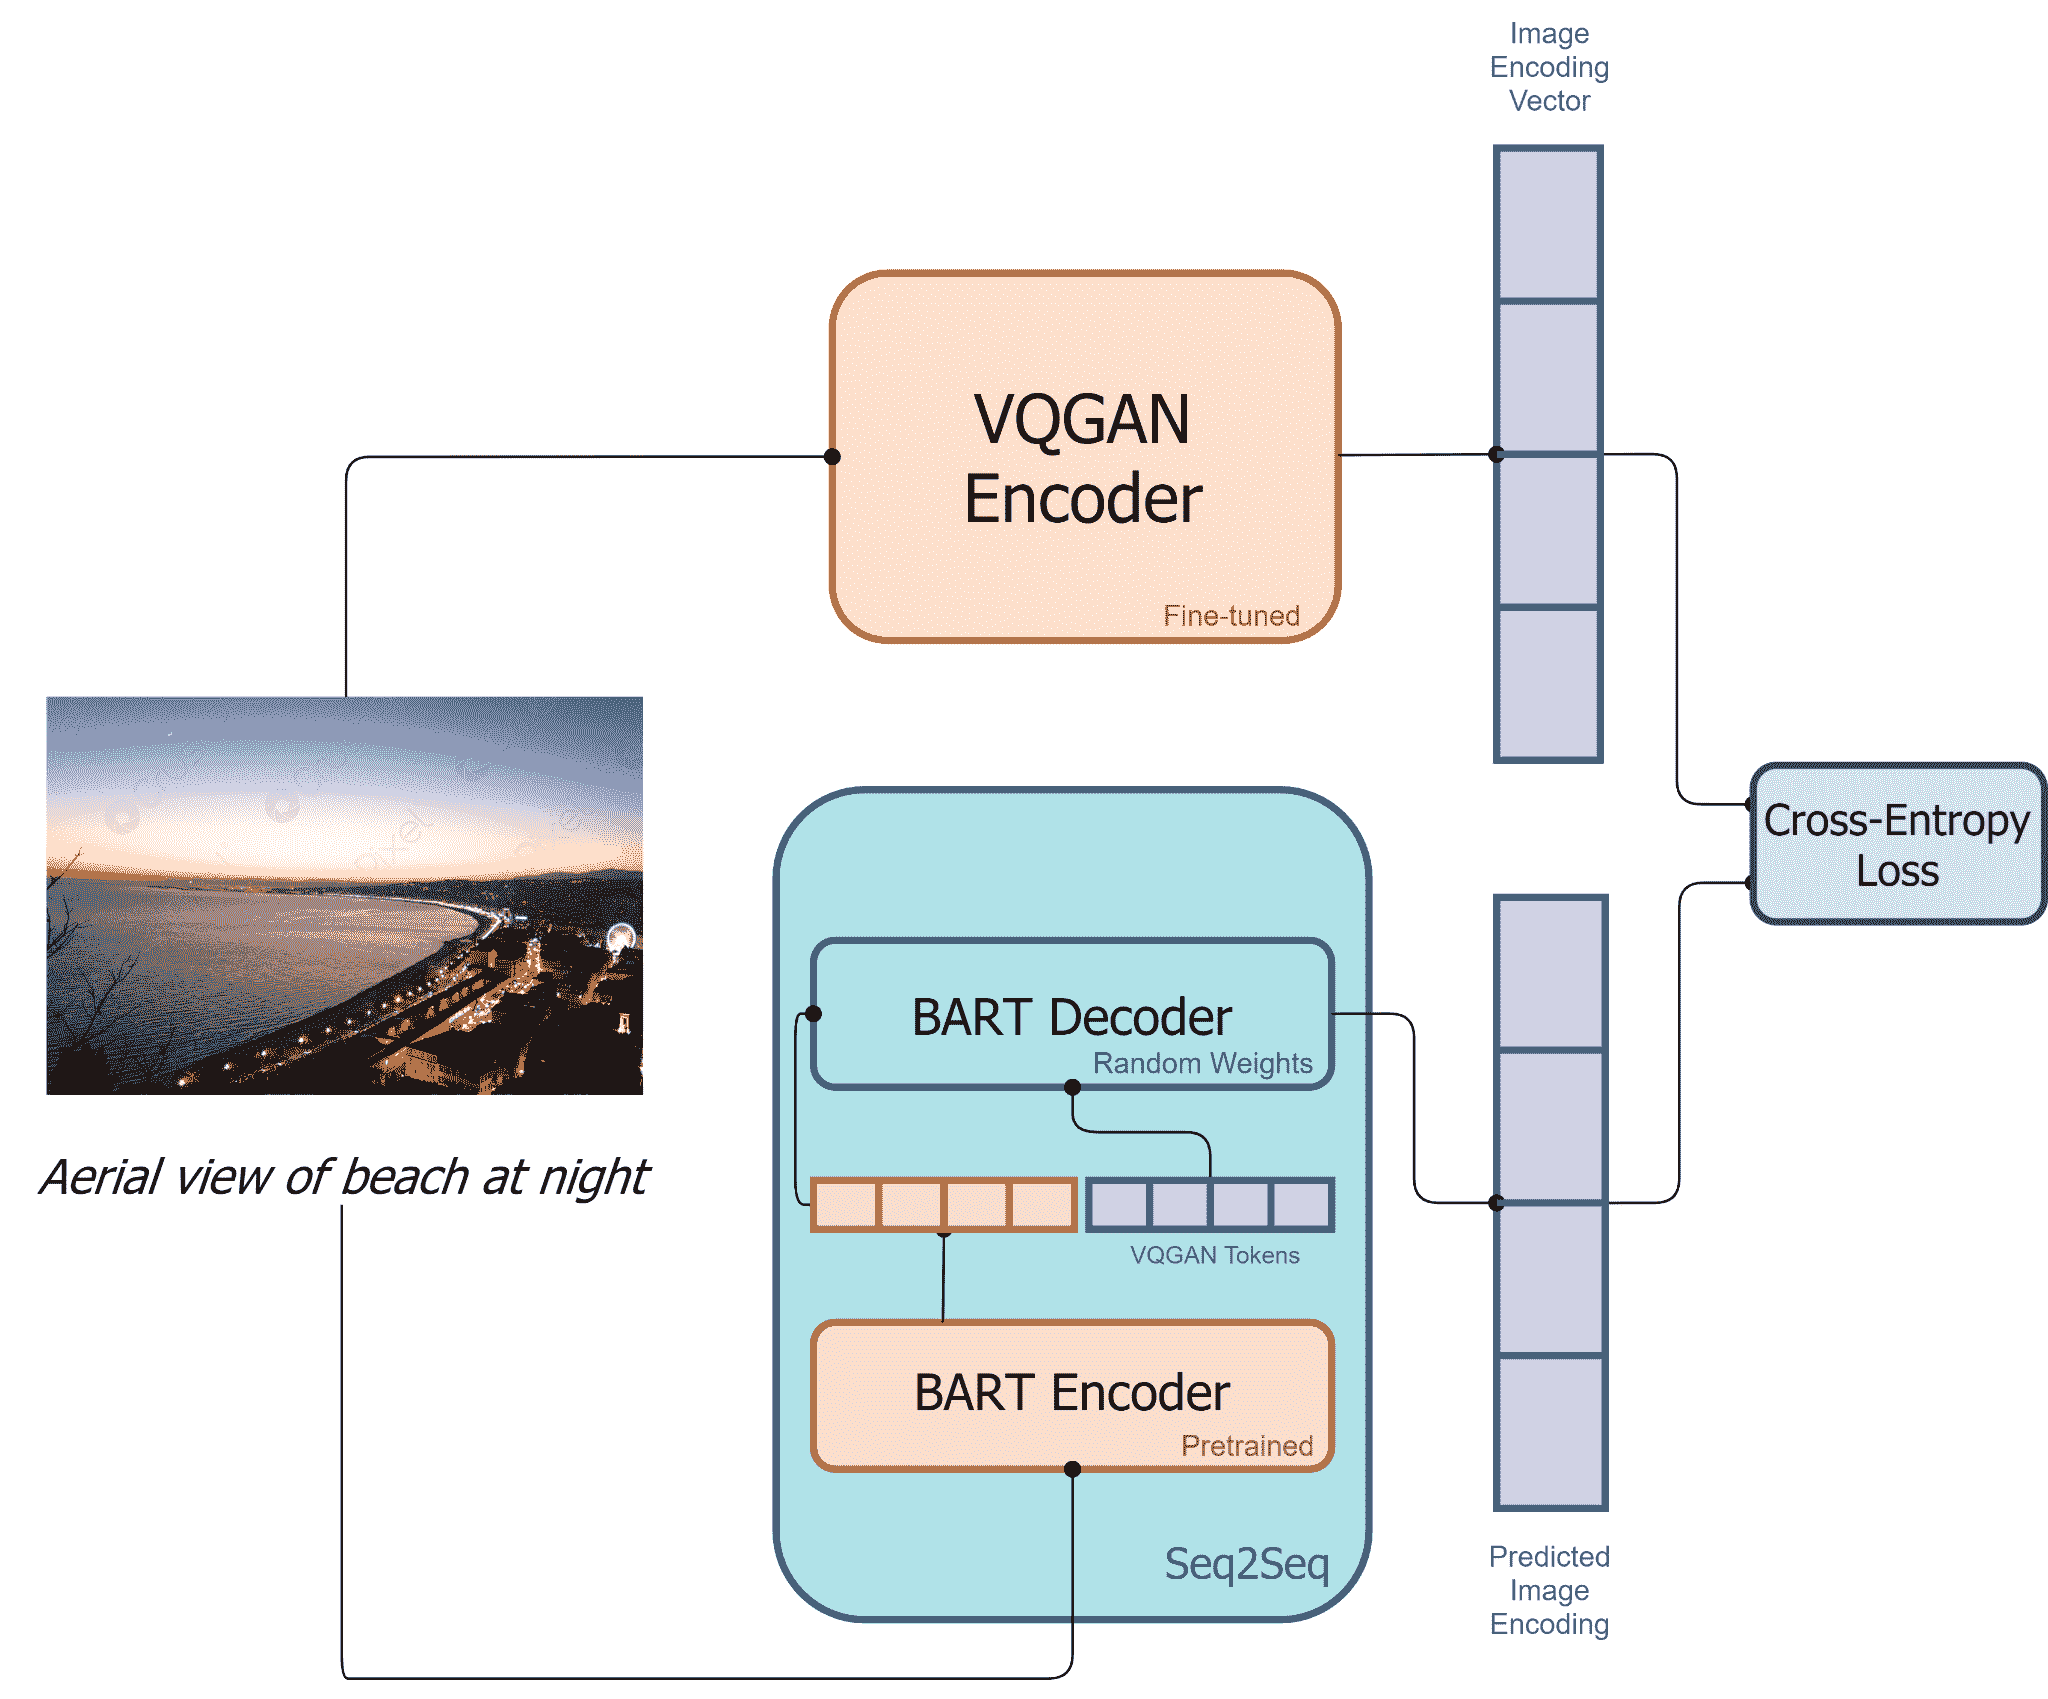 Image
Encoding
Vector
VQGAN
Encoder
Fine-tuned
Cross-Entropy
Loss
BART Decoder
Random Weights
Aerial view of beach at night
VQGAN Tokens
BART Encoder
Pretrained
Seq2Seq
Predicted
Image
Encoding